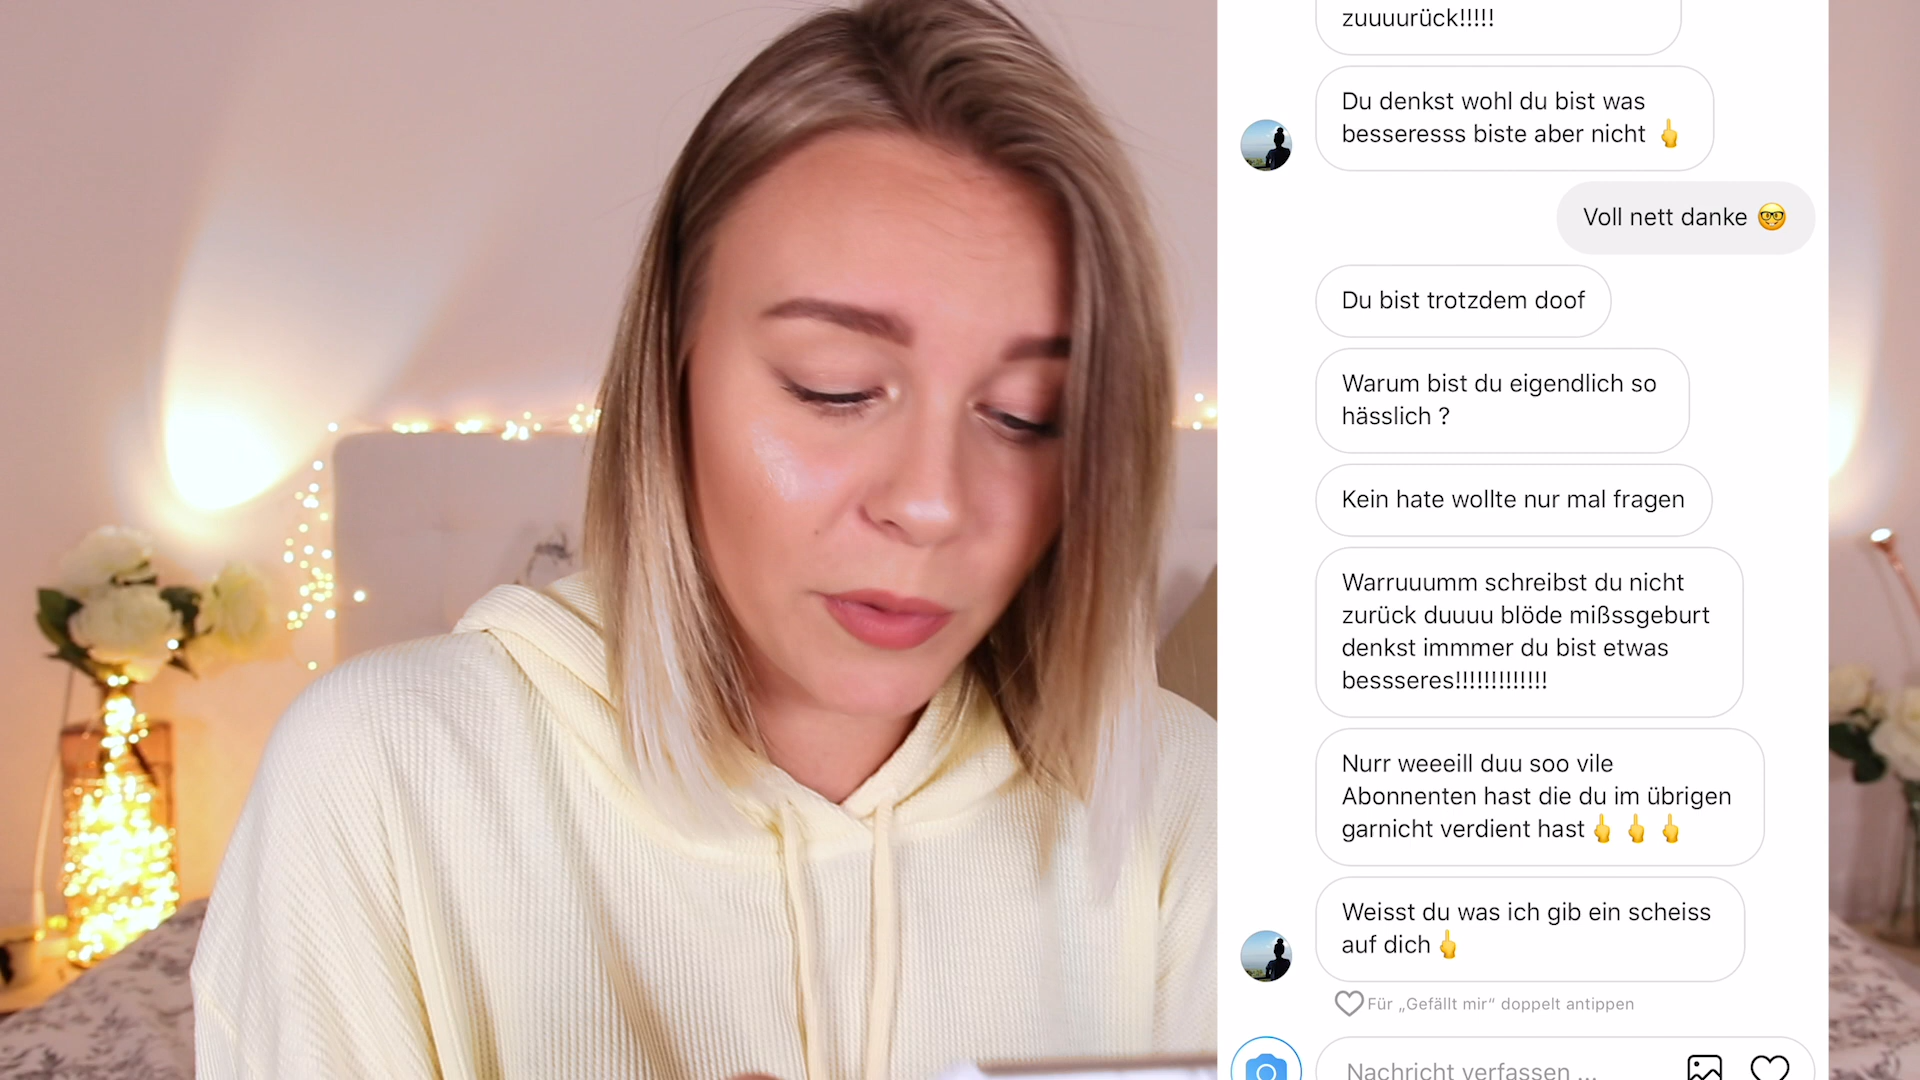 zuuuurück!!!!!
Du denkst wohl du bist was
besseresss biste aber nicht 🖕
Voll nett danke 🤓
Du bist trotzdem doof
Warum bist du eigendlich so
hässlich ?
Kein hate wollte nur mal fragen
Warruuumm schreibst du nicht
zurück duuuu blöde mißssgeburt
denkst immmer du bist etwas
bessseres!!!!!!!!!!!!!
Nurr weeeill duu soo vile
Abonnenten hast die du im übrigen
garnicht verdient hast 🖕 🖕 🖕
Weisst du was ich gib ein scheiss
auf dich 🖕
Für „Gefällt mir“ doppelt antippen
Nachricht verfassen ...